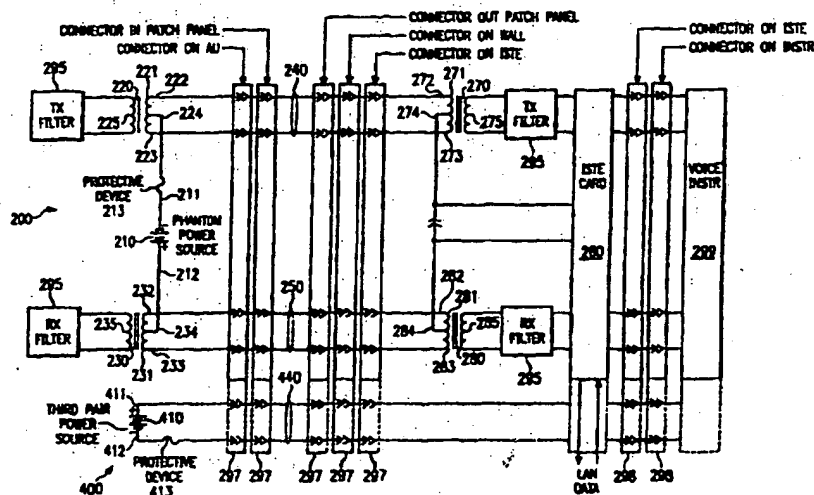 CONNECTOR IN PATCH PANEL
CONNECTOR ON AU
CONNECTOR OUT PATCH PANEL
CONNECTOR ON WALL
CONNECTOR ON ISTE
CONNECTOR ON ISTE
CONNECTOR ON INSTR
295
TX
FILTER
220
221
222
224
225
223
240
272
271
270
274
275
273
TX
FILTER
295
PROTECTIVE
DEVICE
213
211
200
PHANTOM
POWER
SOURCE
210
212
ISTE
CARD
VOICE
INSTR
295
RX
FILTER
232
235
234
230
231
233
250
282
281
284
285
283
280
RX
FILTER
295
THIRD PAIR
POWER
SOURCE
411
410
412
440
400
PROTECTIVE
DEVICE
413
297
297
297
297
297
LAN
DATA
298
298